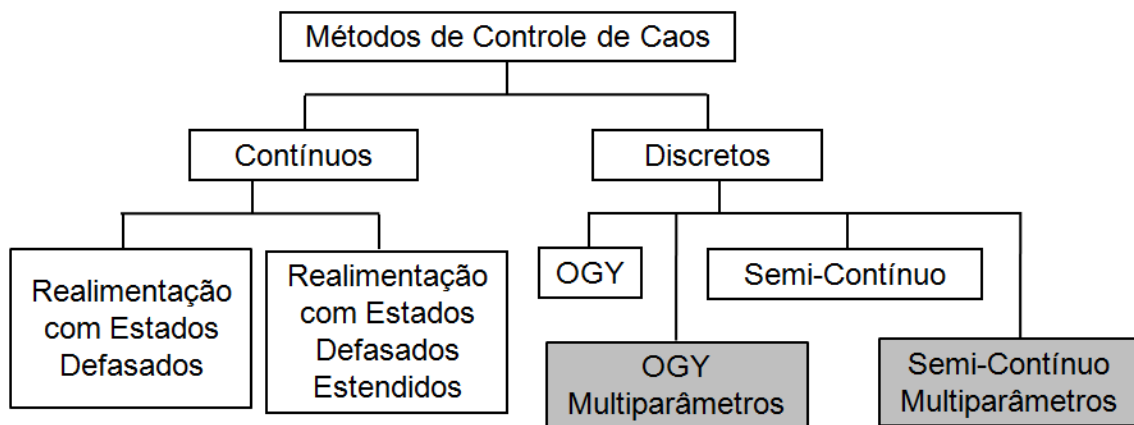 Métodos de Controle de Caos
Contínuos
Discretos
Realimentação
com Estados
Defasados
Realimentação
com Estados
Defasados
Estendidos
OGY
Semi-Contínuo
OGY
Multiparâmetros
Semi-Contínuo
Multiparâmetros